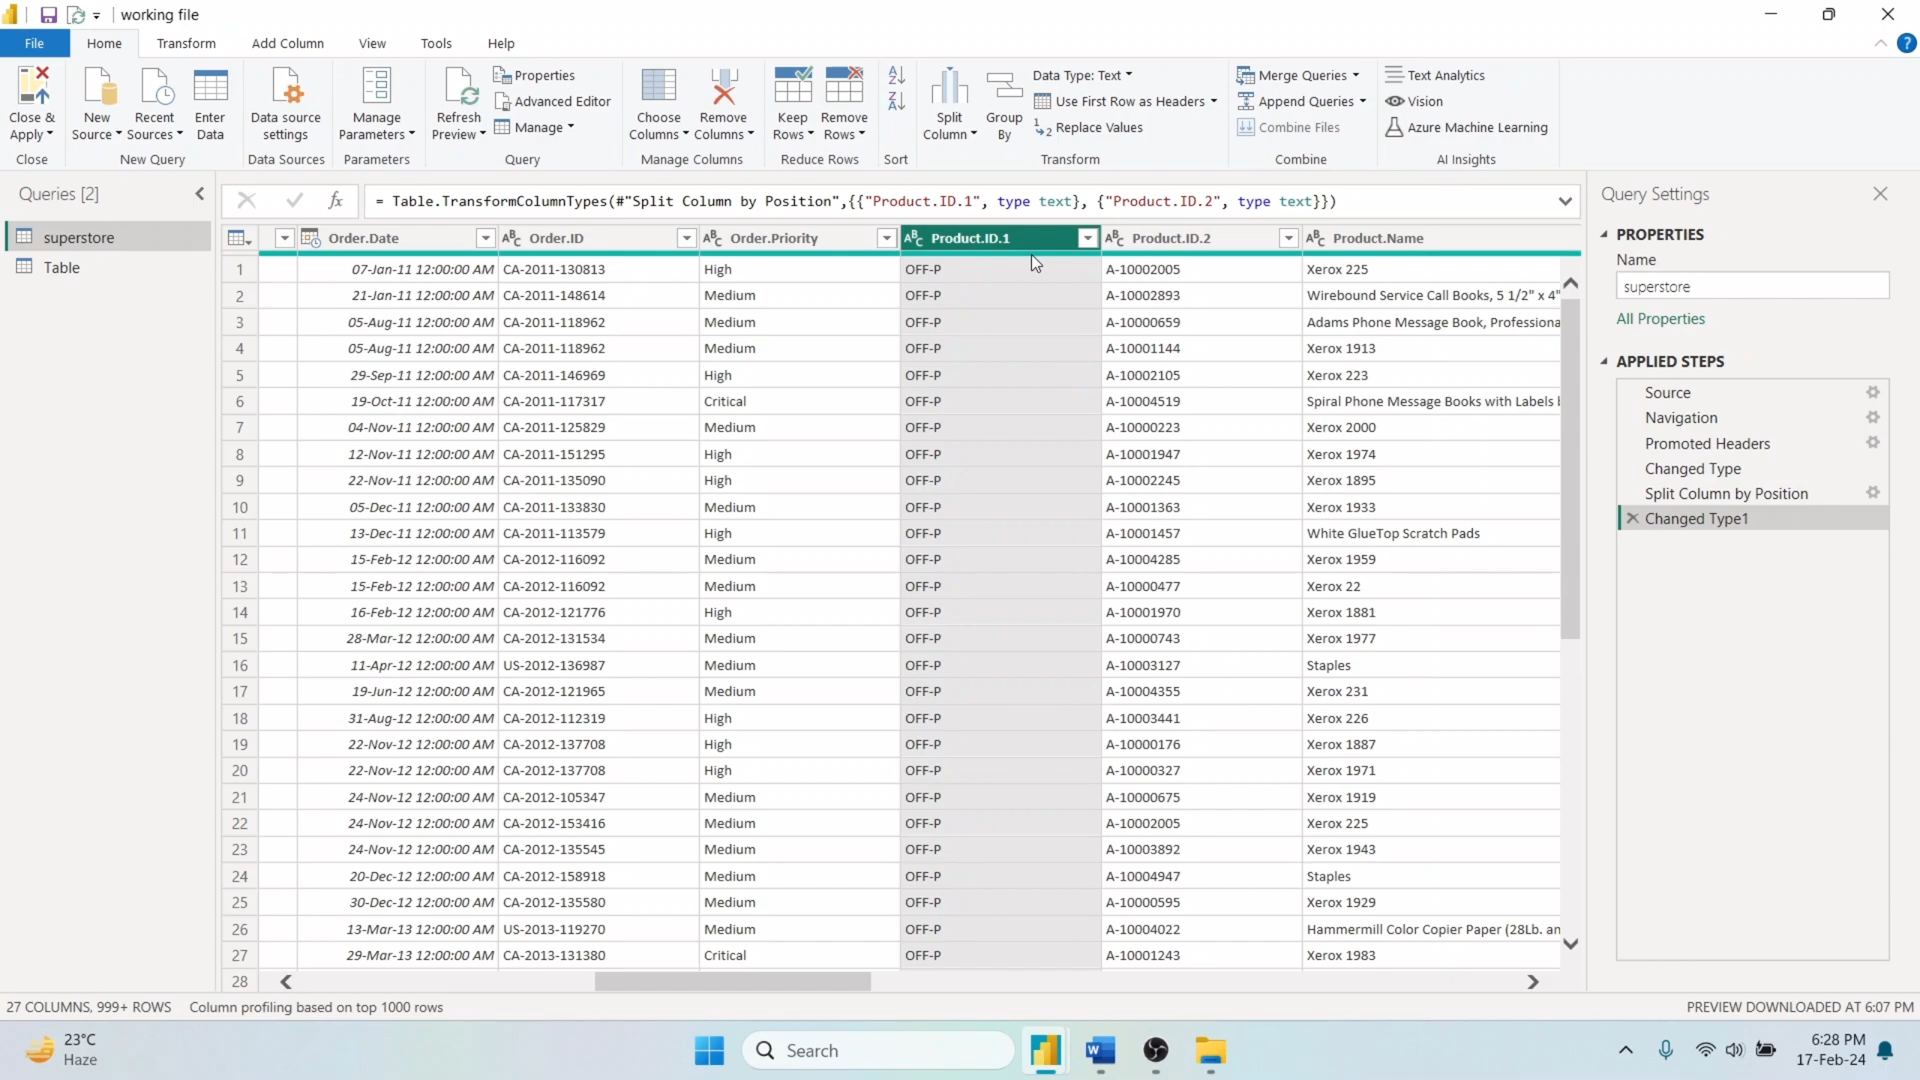 working file
File Home Transform Add Column View Tools Help
Close & Apply
New Source
Recent Sources
Enter Data
Data source settings
Manage Parameters
Refresh Preview
Properties
Advanced Editor
Manage
Choose Columns
Remove Columns
Keep Rows
Remove Rows
Split Column
Group By
Data Type: Text
Use First Row as Headers
Replace Values
Merge Queries
Append Queries
Combine Files
Text Analytics
Vision
Azure Machine Learning
Close New Query Data Sources Parameters Query Manage Columns Reduce Rows Sort Transform Combine AI Insights
Queries [2]
superstore
Table
= Table.TransformColumnTypes(#"Split Column by Position",{{"Product.ID.1", type text}, {"Product.ID.2", type text}})
Order.Date Order.ID Order.Priority Product.ID.1 Product.ID.2 Product.Name
1 07-Jan-11 12:00:00 AM CA-2011-130813 High OFF-P A-10002005 Xerox 225
2 21-Jan-11 12:00:00 AM CA-2011-148614 Medium OFF-P A-10002893 Wirebound Service Call Books, 5 1/2" x 4"
3 05-Aug-11 12:00:00 AM CA-2011-118962 Medium OFF-P A-10000659 Adams Phone Message Book, Professiona
4 05-Aug-11 12:00:00 AM CA-2011-118962 Medium OFF-P A-10001144 Xerox 1913
5 29-Sep-11 12:00:00 AM CA-2011-146969 High OFF-P A-10002105 Xerox 223
6 19-Oct-11 12:00:00 AM CA-2011-117317 Critical OFF-P A-10004519 Spiral Phone Message Books with Labels b
7 04-Nov-11 12:00:00 AM CA-2011-125829 Medium OFF-P A-10000223 Xerox 2000
8 12-Nov-11 12:00:00 AM CA-2011-151295 High OFF-P A-10001947 Xerox 1974
9 22-Nov-11 12:00:00 AM CA-2011-135090 High OFF-P A-10002245 Xerox 1895
10 05-Dec-11 12:00:00 AM CA-2011-133830 Medium OFF-P A-10001363 Xerox 1933
11 13-Dec-11 12:00:00 AM CA-2011-113579 High OFF-P A-10001457 White GlueTop Scratch Pads
12 15-Feb-12 12:00:00 AM CA-2012-116092 Medium OFF-P A-10004285 Xerox 1959
13 15-Feb-12 12:00:00 AM CA-2012-116092 Medium OFF-P A-10000477 Xerox 22
14 16-Feb-12 12:00:00 AM CA-2012-121776 High OFF-P A-10001970 Xerox 1881
15 28-Mar-12 12:00:00 AM CA-2012-131534 Medium OFF-P A-10000743 Xerox 1977
16 11-Apr-12 12:00:00 AM US-2012-136987 Medium OFF-P A-10003127 Staples
17 19-Jun-12 12:00:00 AM CA-2012-121965 Medium OFF-P A-10004355 Xerox 231
18 31-Aug-12 12:00:00 AM CA-2012-112319 High OFF-P A-10003441 Xerox 226
19 22-Nov-12 12:00:00 AM CA-2012-137708 High OFF-P A-10000176 Xerox 1887
20 22-Nov-12 12:00:00 AM CA-2012-137708 High OFF-P A-10000327 Xerox 1971
21 24-Nov-12 12:00:00 AM CA-2012-105347 Medium OFF-P A-10000675 Xerox 1919
22 24-Nov-12 12:00:00 AM CA-2012-153416 Medium OFF-P A-10002005 Xerox 225
23 24-Nov-12 12:00:00 AM CA-2012-135545 Medium OFF-P A-10003892 Xerox 1943
24 20-Dec-12 12:00:00 AM CA-2012-158918 Medium OFF-P A-10004947 Staples
25 30-Dec-12 12:00:00 AM CA-2012-135580 Medium OFF-P A-10000595 Xerox 1929
26 13-Mar-13 12:00:00 AM US-2013-119270 Medium OFF-P A-10004022 Hammermill Color Copier Paper (28Lb. an
27 29-Mar-13 12:00:00 AM CA-2013-131380 Critical OFF-P A-10001243 Xerox 1983
28
Query Settings
PROPERTIES
Name
superstore
All Properties
APPLIED STEPS
Source
Navigation
Promoted Headers
Changed Type
Split Column by Position
Changed Type1
27 COLUMNS, 999+ ROWS Column profiling based on top 1000 rows PREVIEW DOWNLOADED AT 6:07 PM
23°C
Haze
Search
6:28 PM
17-Feb-24